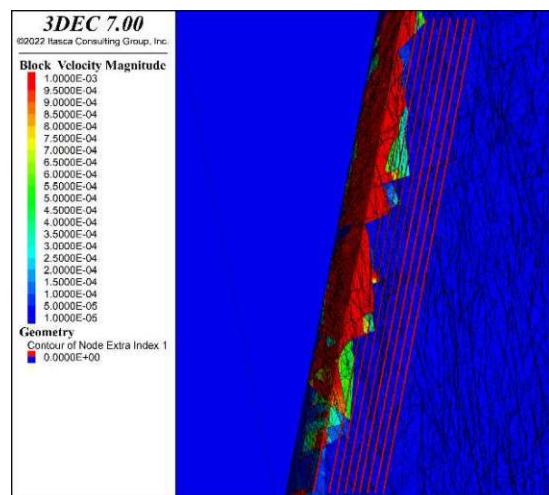 3DEC 7.00
©2022 Itasca Consulting Group, Inc.
Block Velocity Magnitude
1.0000E-03
9.5000E-04
9.0000E-04
8.5000E-04
8.0000E-04
7.5000E-04
7.0000E-04
6.5000E-04
6.0000E-04
5.5000E-04
5.0000E-04
4.5000E-04
4.0000E-04
3.5000E-04
3.0000E-04
2.5000E-04
2.0000E-04
1.5000E-04
1.0000E-04
5.0000E-05
1.0000E-05
Geometry
Contour of Node Extra Index 1
0.0000E+00